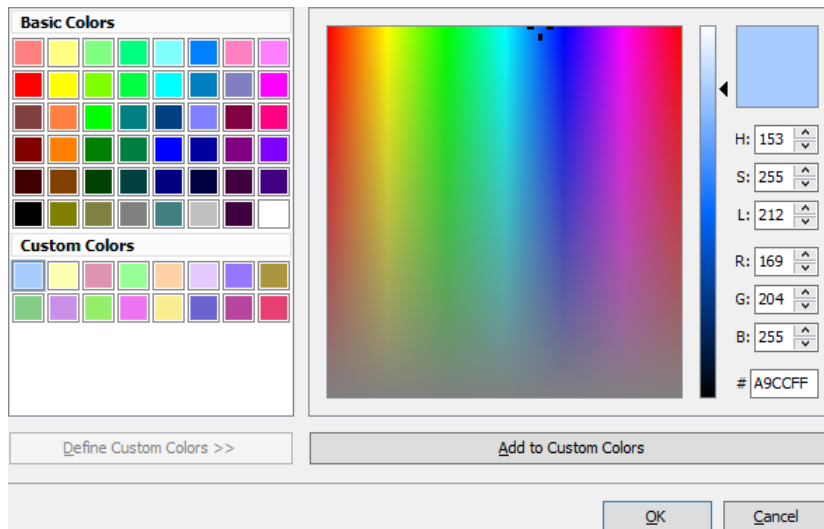 Basic Colors
Custom Colors
H: 153
S: 255
L: 212
R: 169
G: 204
B: 255
# A9CCFF
Define Custom Colors >>
Add to Custom Colors
OK
Cancel